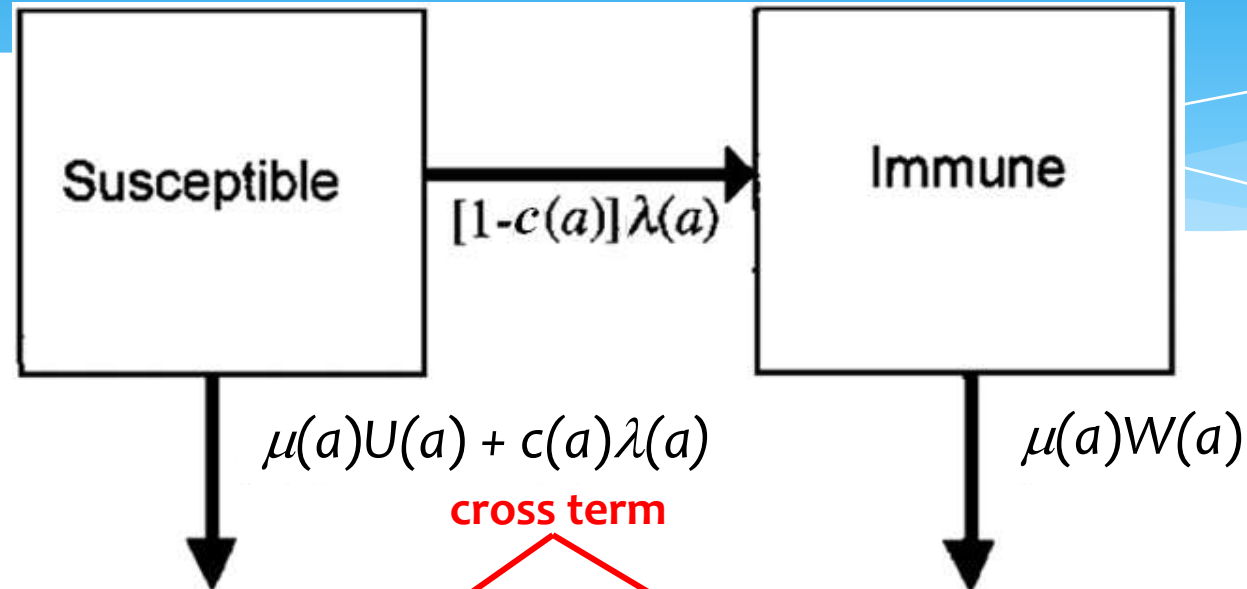 Susceptible
Immune
[1-c(a)] λ(a)
μ(a)U(a) + c(a)λ(a)
μ(a)W(a)
cross term